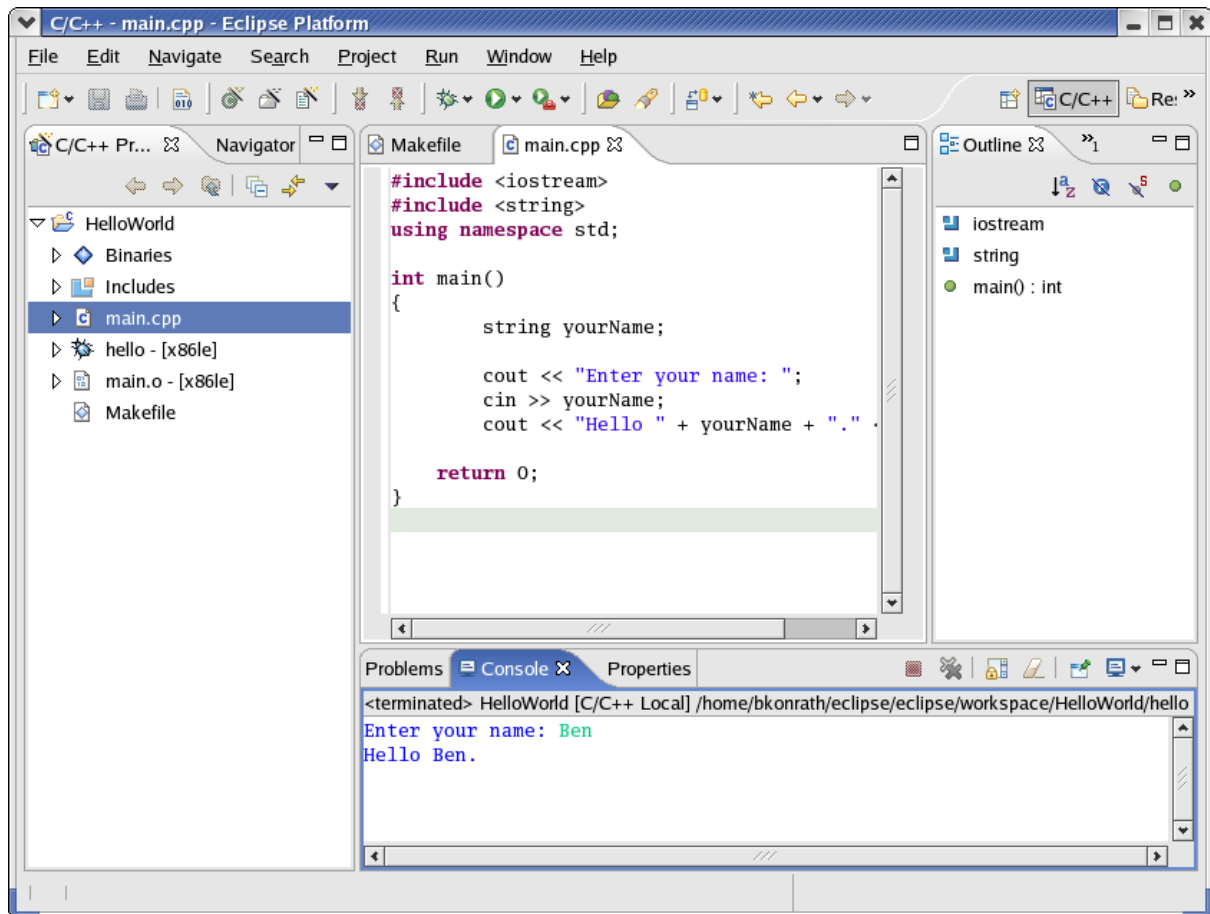 C/C++ - main.cpp - Eclipse Platform
File Edit Navigate Search Project Run Window Help
010 C/C++ Re: »
C/C++ Pr... Navigator
HelloWorld
Binaries
Includes
main.cpp
hello - [x86le]
main.o - [x86le]
Makefile
Makefile main.cpp
#include <iostream>
#include <string>
using namespace std;
int main()
{
string yourName;
cout << "Enter your name: ";
cin >> yourName;
cout << "Hello " + yourName + "."
return 0;
}
Outline »1
iostream
string
main() : int
Problems Console Properties
<terminated> HelloWorld [C/C++ Local] /home/bkonrath/eclipse/eclipse/workspace/HelloWorld/hello
Enter your name: Ben
Hello Ben.